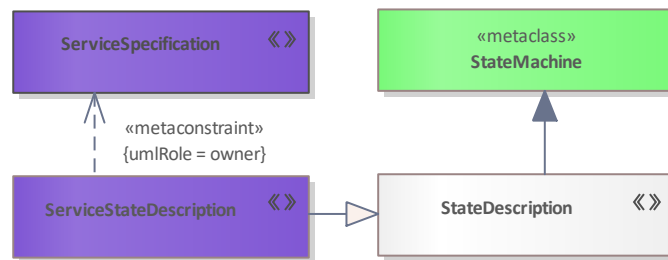 ServiceSpecification «»
«metaclass»
StateMachine
«metaconstraint»
{umlRole = owner}
ServiceStateDescription «»
StateDescription «»